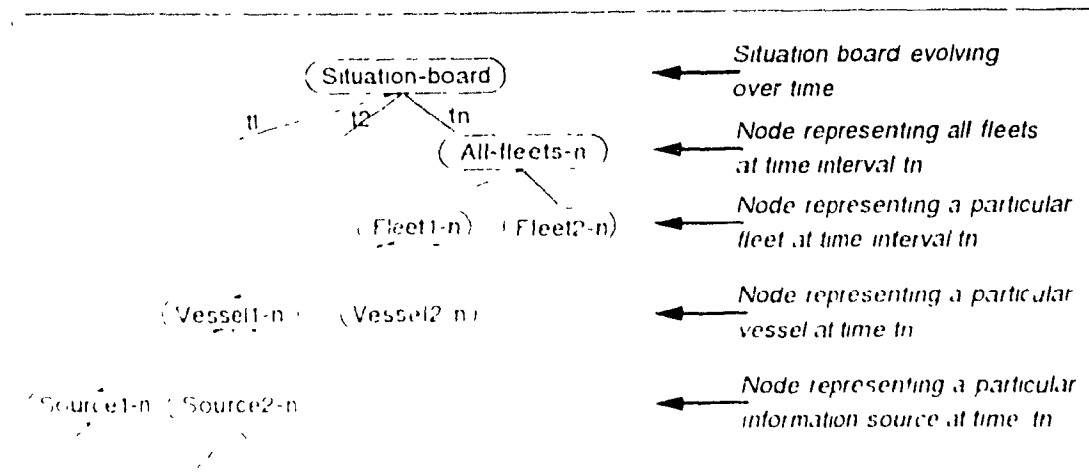 Situation-board
Situation board evolving
over time
t1 t2 tn
All-fleets-n
Node representing all fleets
at time interval tn
Fleet1-n Fleet2-n
Node representing a particular
fleet at time interval tn
Vessel1-n Vessel2-n
Node representing a particular
vessel at time tn
Source1-n Source2-n
Node representing a particular
information source at time tn